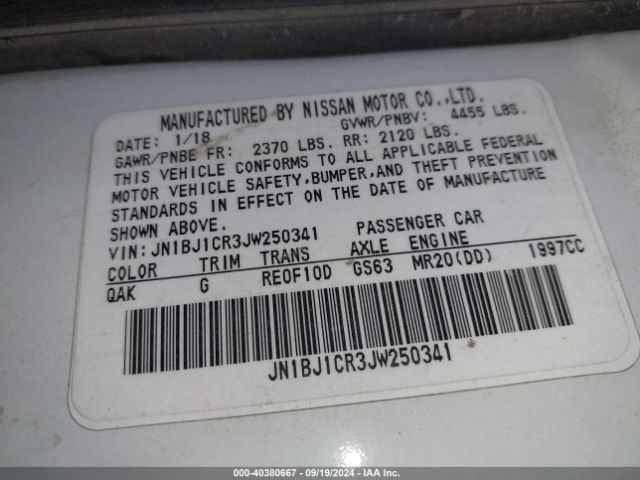 MANUFACTURED BY NISSAN MOTOR CO.,LTD.
DATE: 1/18 GVWR/PNBV: 4455 LBS.
GAWR/PNBE FR: 2370 LBS. RR: 2120 LBS.
THIS VEHICLE CONFORMS TO ALL APPLICABLE FEDERAL
MOTOR VEHICLE SAFETY,BUMPER,AND THEFT PREVENTION
STANDARDS IN EFFECT ON THE DATE OF MANUFACTURE
SHOWN ABOVE.
VIN:JN1BJ1CR3JW250341 PASSENGER CAR
COLOR TRIM TRANS AXLE ENGINE
QAK G RE0F10D GS63 MR20(DD) 1997CC
JN1BJ1CR3JW250341
000-40380667 - 09/19/2024 - IAA Inc.